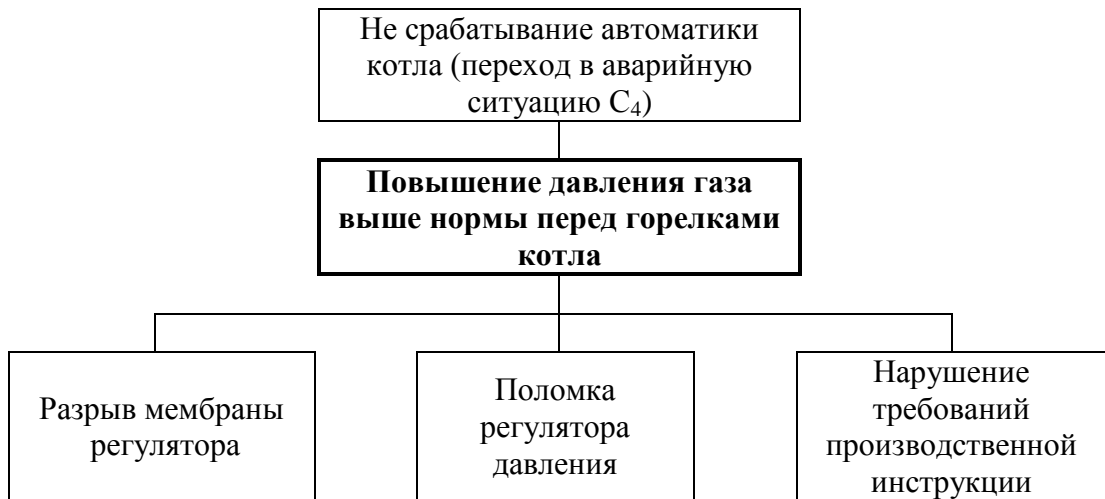 Не срабатывание автоматики
котла (переход в аварийную
ситуацию С₄)
Повышение давления газа
выше нормы перед горелками
котла
Разрыв мембраны
регулятора
Поломка
регулятора
давления
Нарушение
требований
производственной
инструкции